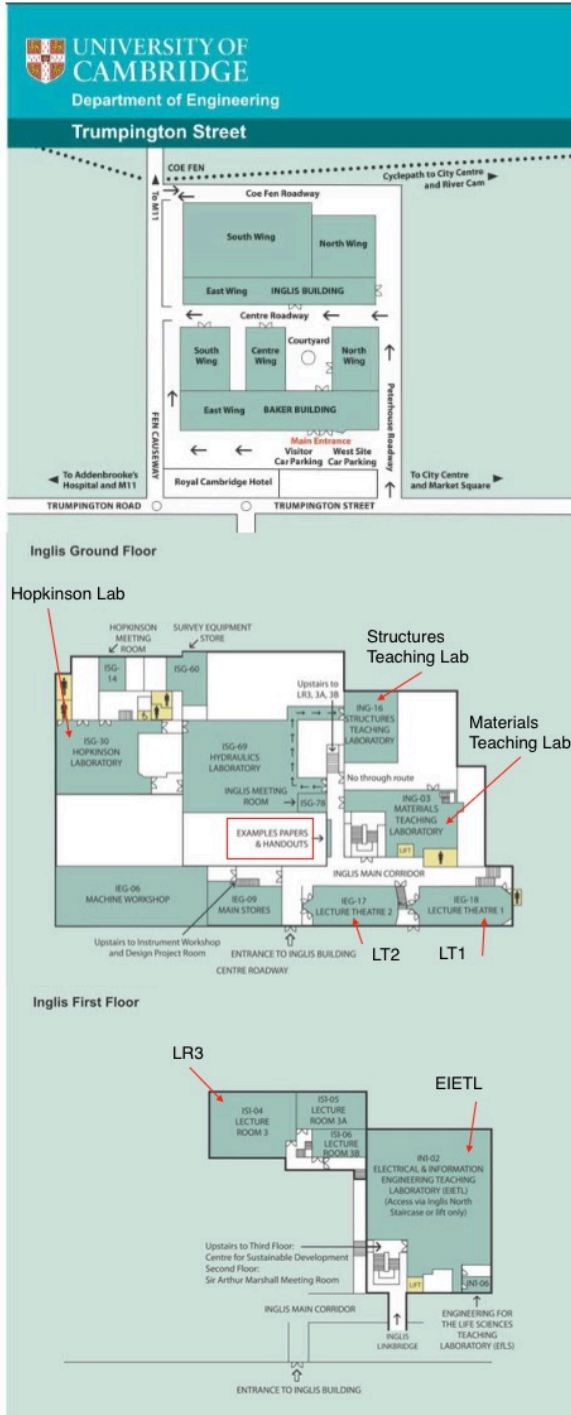 UNIVERSITY OF
CAMBRIDGE
Department of Engineering
Trumpington Street
COE FEN
To M11
Cyclepath to City Centre
and River Cam
Coe Fen Roadway
South Wing
North Wing
East Wing INGLIS BUILDING
Centre Roadway
South
Wing
Centre
Wing
Courtyard
North
Wing
East Wing BAKER BUILDING
FEN CAUSEWAY
Peterhouse Roadway
Main Entrance
Visitor
Car Parking
West Site
Car Parking
To Addenbrooke's
Hospital and M11
Royal Cambridge Hotel
To City Centre
and Market Square
TRUMPINGTON ROAD
TRUMPINGTON STREET
Inglis Ground Floor
Hopkinson Lab
HOPKINSON
MEETING
ROOM
SURVEY EQUIPMENT
STORE
Structures
Teaching Lab
ISG-
14
ISG-60
Upstairs to
LR3, 3A, 3B
ING-16
STRUCTURES
TEACHING
LABORATORY
Materials
Teaching Lab
ISG-30
HOPKINSON
LABORATORY
ISG-69
HYDRAULICS
LABORATORY
No through route
INGLIS MEETING
ROOM
ISG-78
ING-03
MATERIALS
TEACHING
LABORATORY
EXAMPLES PAPERS
& HANDOUTS
LIFT
INGLIS MAIN CORRIDOR
IEG-06
MACHINE WORKSHOP
IEG-09
MAIN STORES
IEG-17
LECTURE THEATRE 2
IEG-18
LECTURE THEATRE 1
Upstairs to Instrument Workshop
and Design Project Room
ENTRANCE TO INGLIS BUILDING
CENTRE ROADWAY
LT2
LT1
Inglis First Floor
LR3
EIETL
IS1-04
LECTURE
ROOM 3
IS1-05
LECTURE
ROOM 3A
IS1-06
LECTURE
ROOM 3B
IN1-02
ELECTRICAL & INFORMATION
ENGINEERING TEACHING
LABORATORY (EIETL)
(Access via Inglis North
Staircase or lift only)
Upstairs to Third Floor:
Centre for Sustainable Development
Second Floor:
Sir Arthur Marshall Meeting Room
LIFT
IN1-06
INGLIS MAIN CORRIDOR
INGLIS
LINKBRIDGE
ENGINEERING FOR
THE LIFE SCIENCES
TEACHING
LABORATORY (EfLS)
ENTRANCE TO INGLIS BUILDING